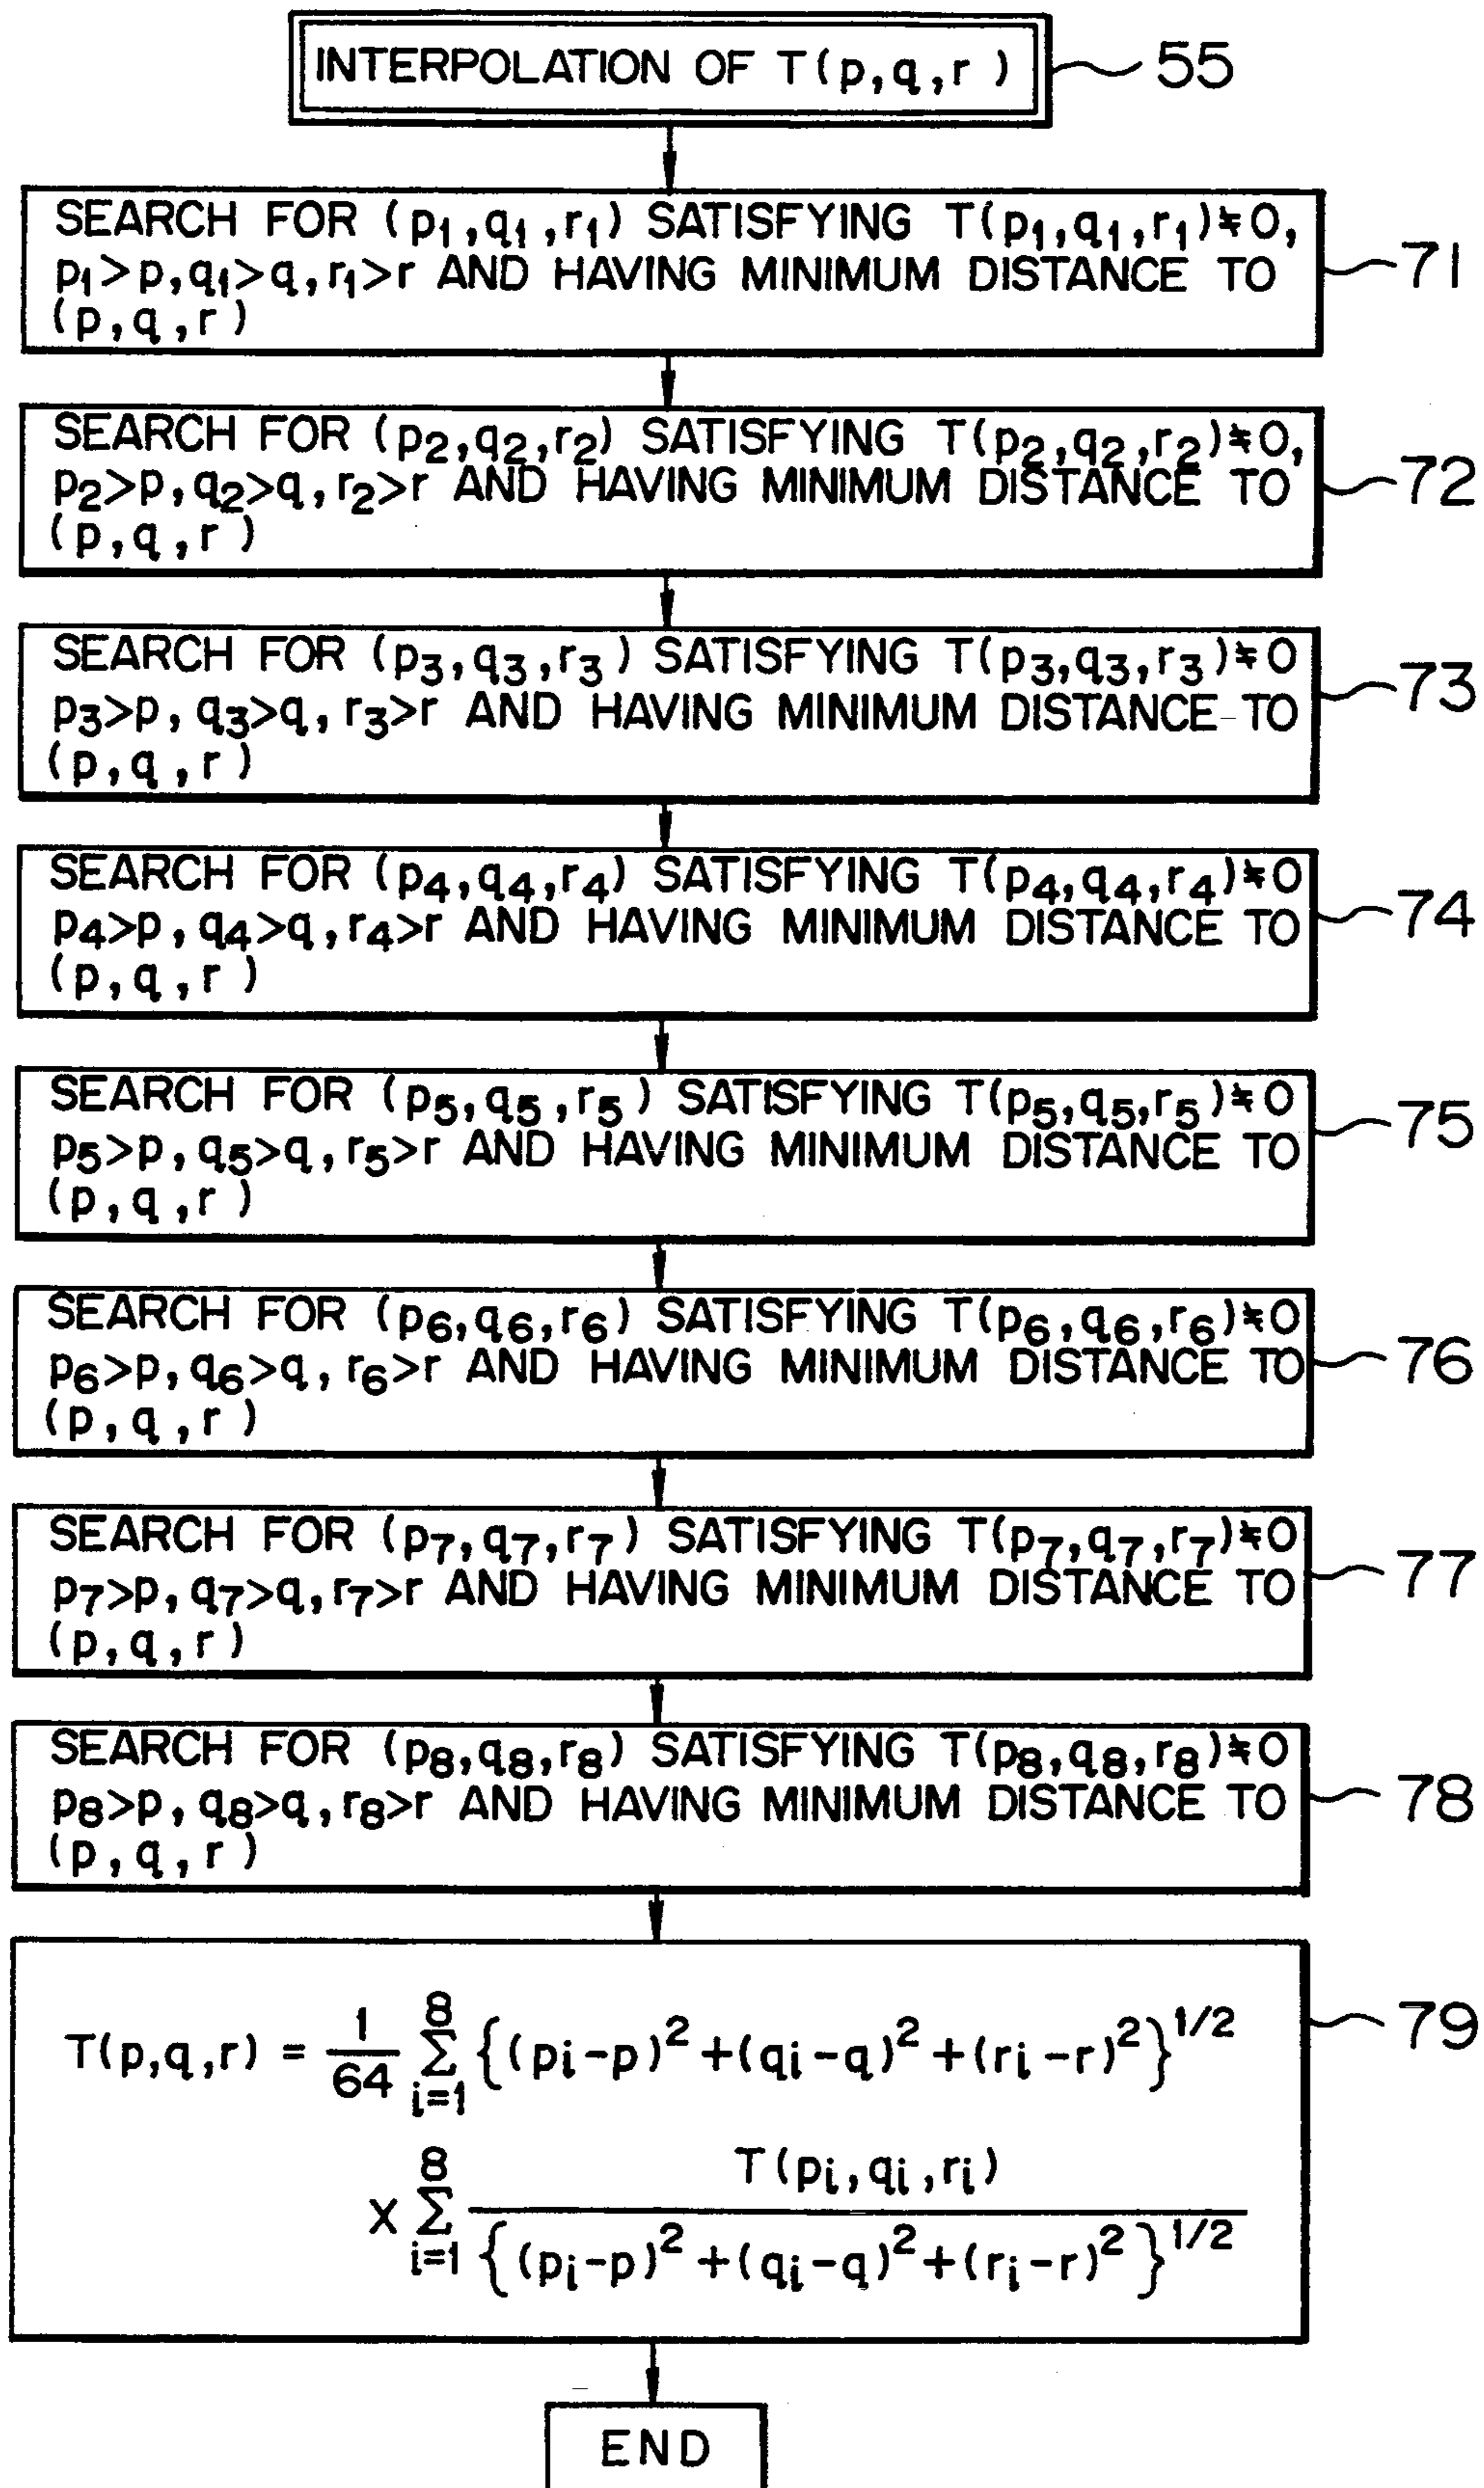 INTERPOLATION OF T(p,q,r)
55
SEARCH FOR (p1,q1,r1) SATISFYING T(p1,q1,r1)≠0,
p1>p,q1>q,r1>r AND HAVING MINIMUM DISTANCE TO
(p,q,r)
71
SEARCH FOR (p2,q2,r2) SATISFYING T(p2,q2,r2)≠0,
p2>p,q2>q,r2>r AND HAVING MINIMUM DISTANCE TO
(p,q,r)
72
SEARCH FOR (p3,q3,r3) SATISFYING T(p3,q3,r3)≠0
p3>p,q3>q,r3>r AND HAVING MINIMUM DISTANCE TO
(p,q,r)
73
SEARCH FOR (p4,q4,r4) SATISFYING T(p4,q4,r4)≠0
p4>p,q4>q,r4>r AND HAVING MINIMUM DISTANCE TO
(p,q,r)
74
SEARCH FOR (p5,q5,r5) SATISFYING T(p5,q5,r5)≠0
p5>p,q5>q,r5>r AND HAVING MINIMUM DISTANCE TO
(p,q,r)
75
SEARCH FOR (p6,q6,r6) SATISFYING T(p6,q6,r6)≠0
p6>p,q6>q,r6>r AND HAVING MINIMUM DISTANCE TO
(p,q,r)
76
SEARCH FOR (p7,q7,r7) SATISFYING T(p7,q7,r7)≠0
p7>p,q7>q,r7>r AND HAVING MINIMUM DISTANCE TO
(p,q,r)
77
SEARCH FOR (p8,q8,r8) SATISFYING T(p8,q8,r8)≠0
p8>p,q8>q,r8>r AND HAVING MINIMUM DISTANCE TO
(p,q,r)
78
T(p,q,r) = 1/64 Σ i=1 8 {(pi-p)²+(qi-q)²+(ri-r)²}1/2
x Σ i=1 8 T(pi,qi,ri) / {(pi-p)²+(qi-q)²+(ri-r)²}1/2
79
END